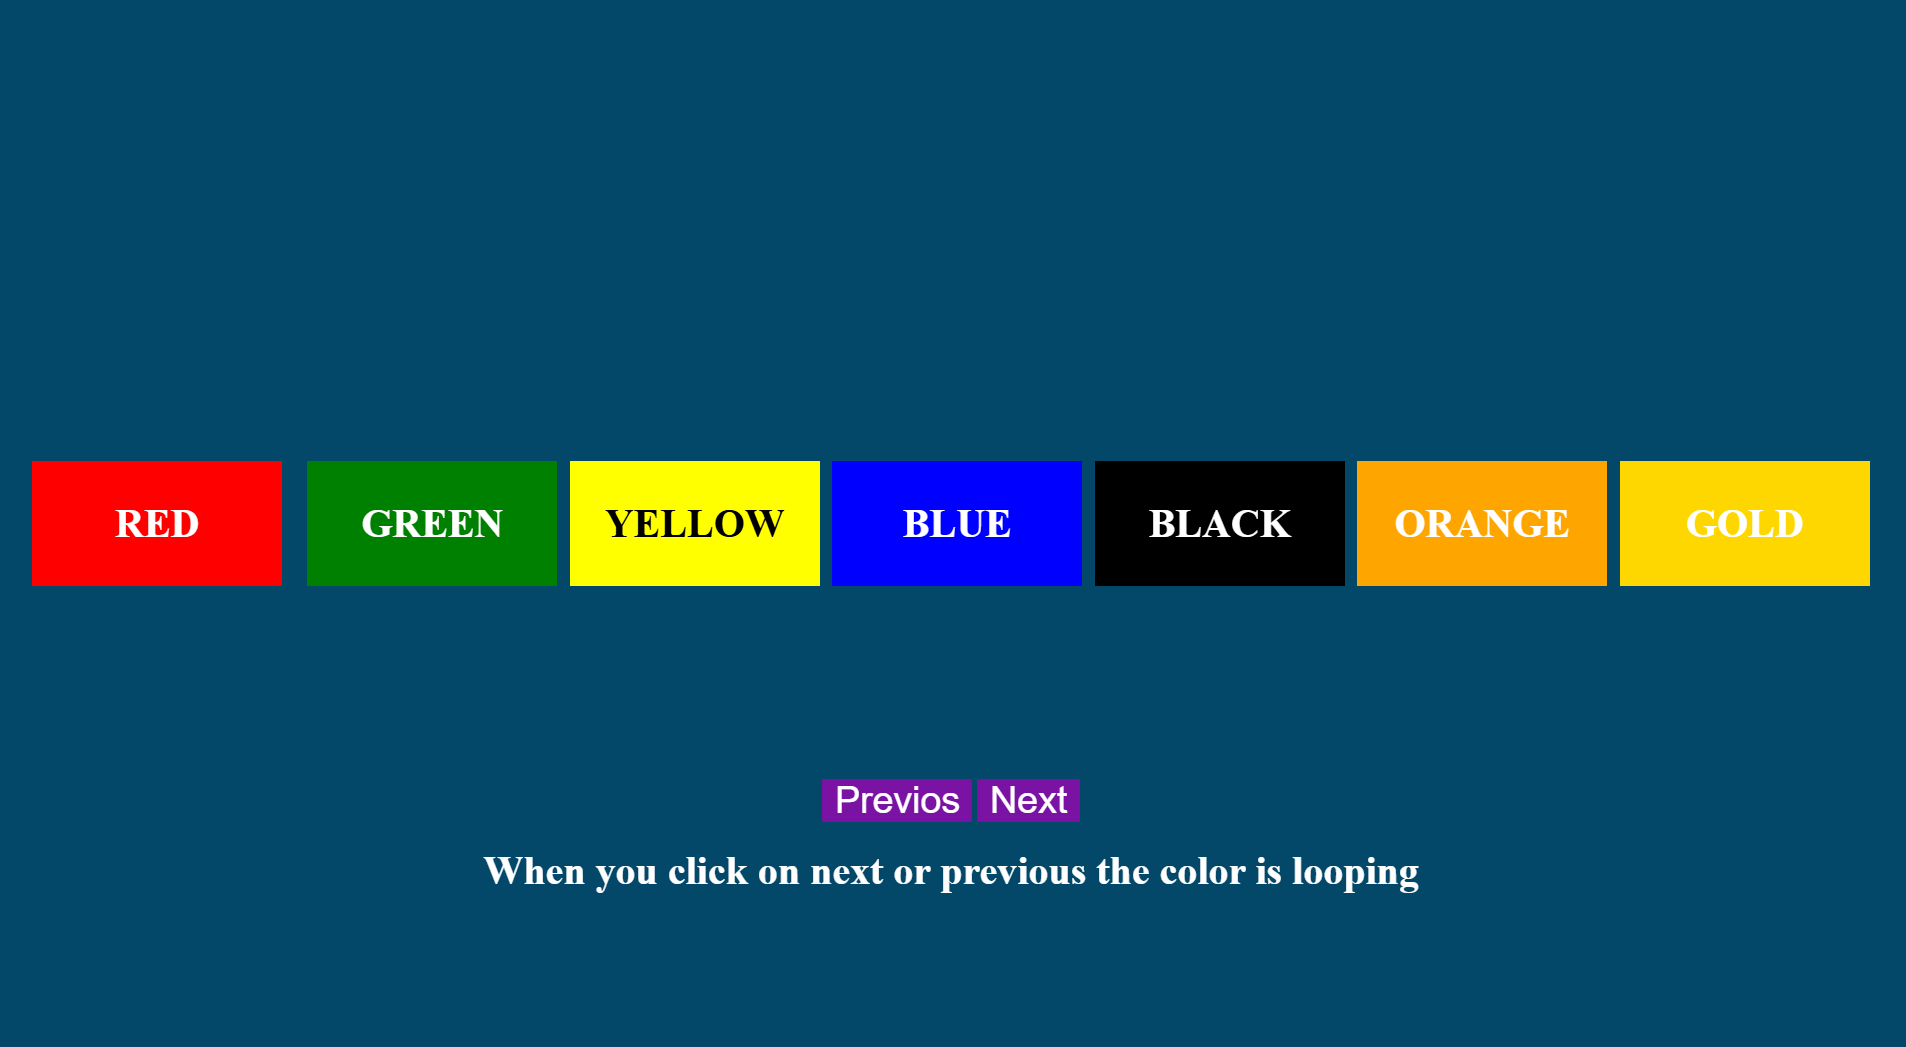 RED GREEN YELLOW BLUE BLACK ORANGE GOLD
Previos Next
When you click on next or previous the color is looping